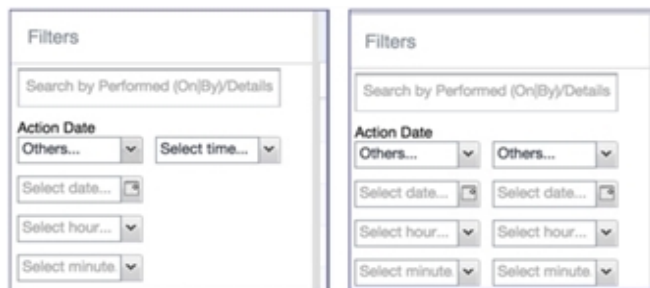 Filters
Search by Performed (On|By)/Details
Action Date
Others... Select time...
Select date...
Select hour...
Select minute.
Filters
Search by Performed (On|By)/Details
Action Date
Others... Others...
Select date... Select date...
Select hour... Select hour...
Select minute. Select minute.